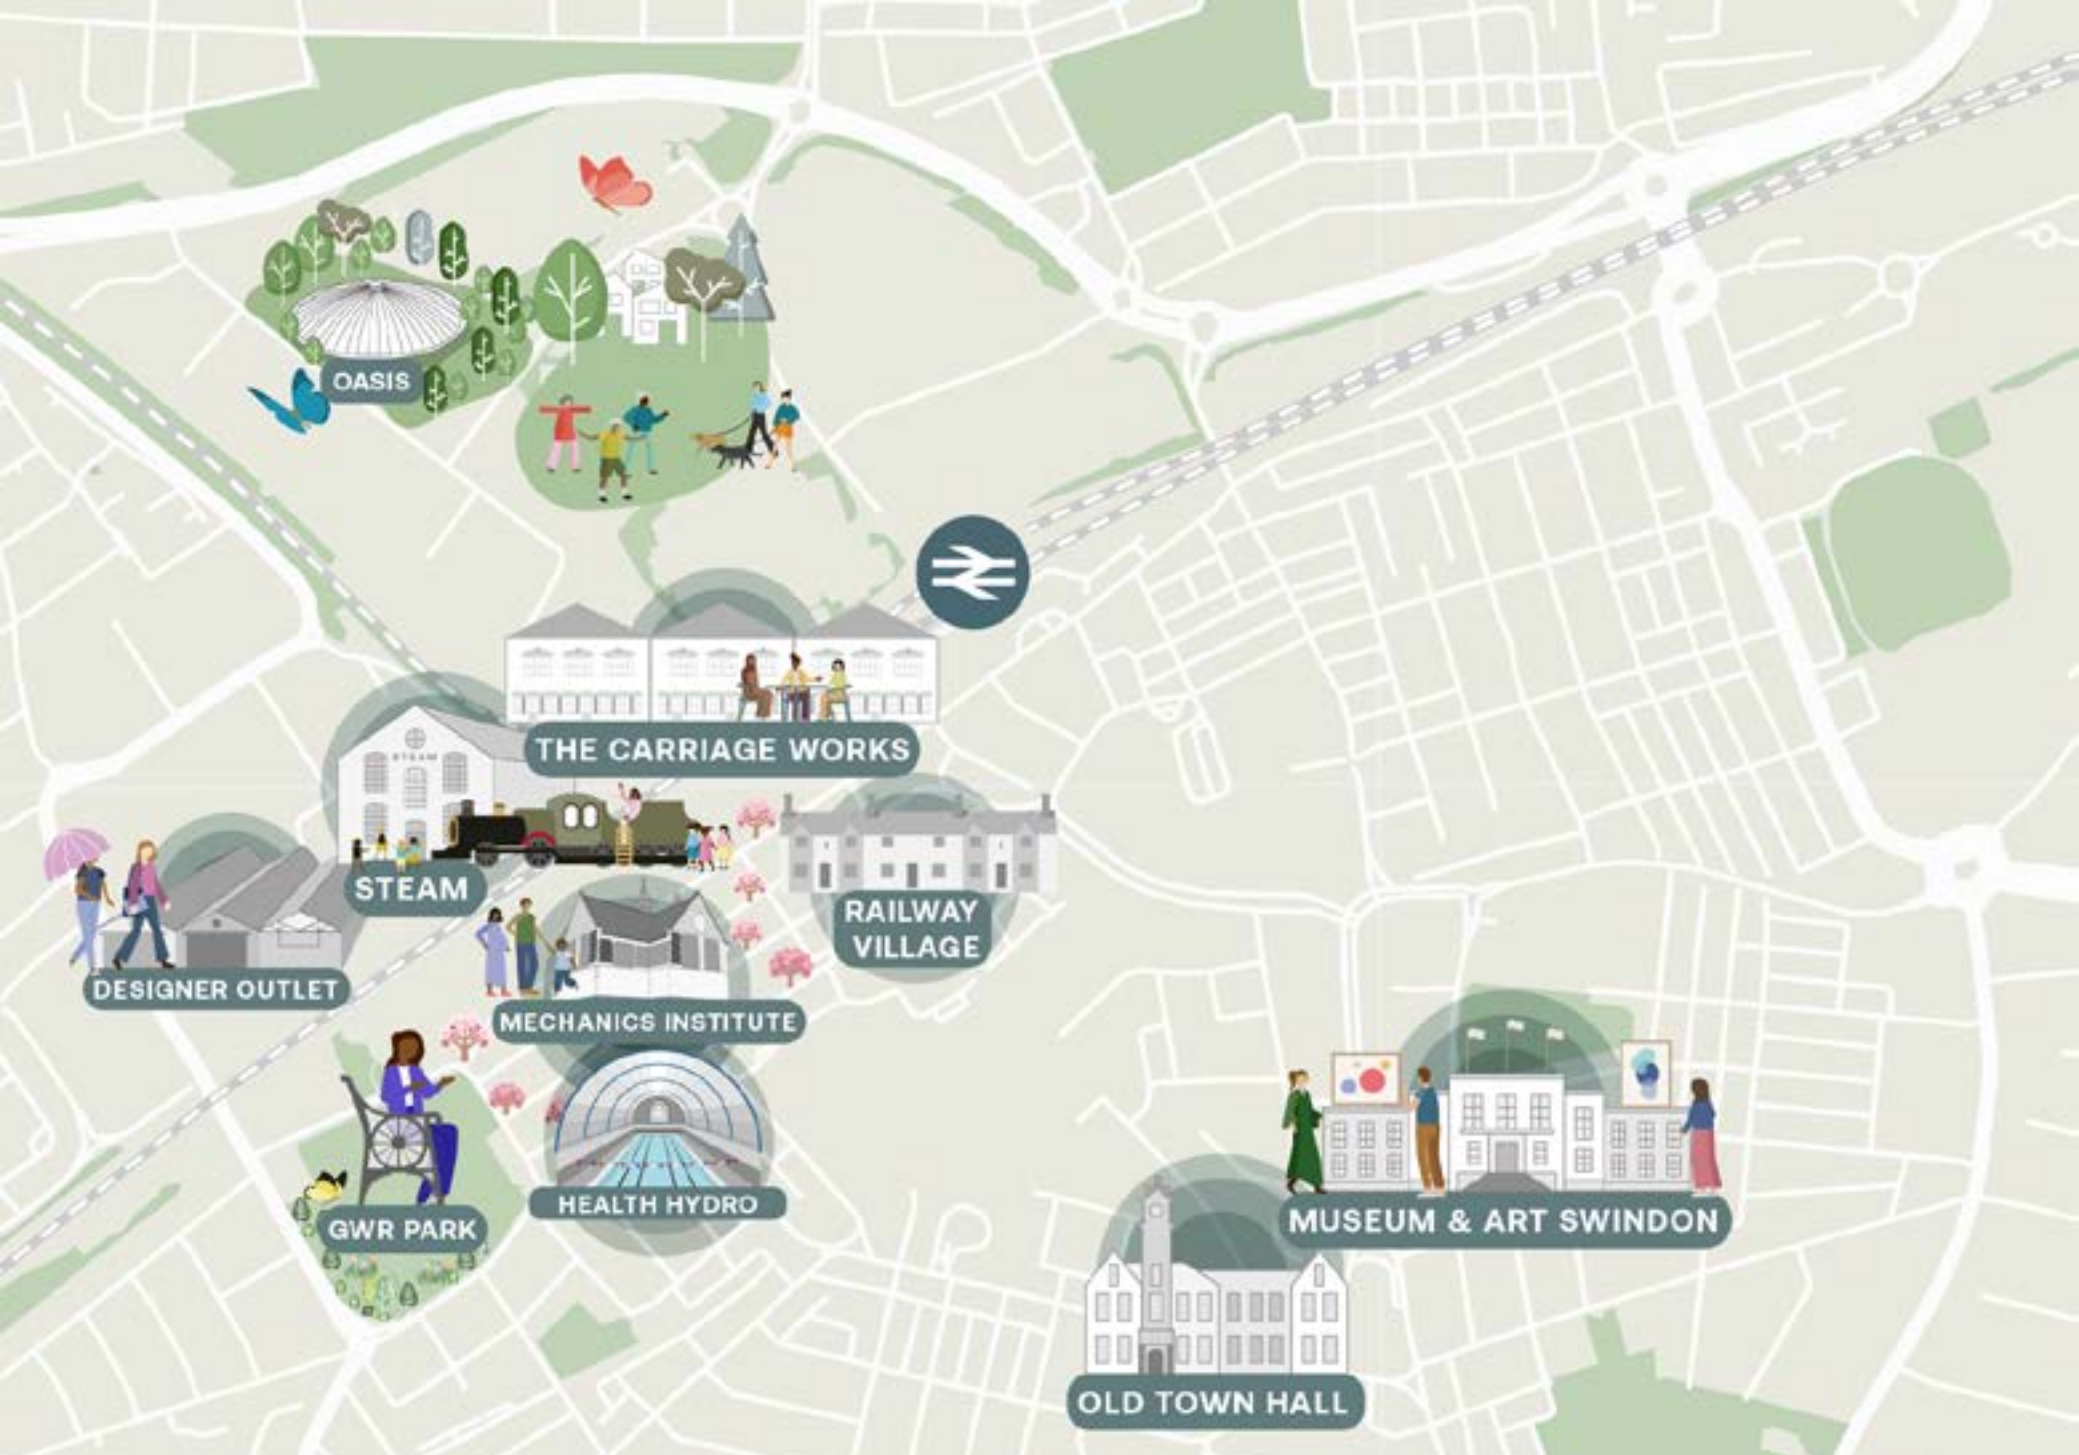 OASIS
THE CARRIAGE WORKS
STEAM
STEAM
RAILWAY
VILLAGE
DESIGNER OUTLET
MECHANICS INSTITUTE
HEALTH HYDRO
GWR PARK
MUSEUM & ART SWINDON
OLD TOWN HALL